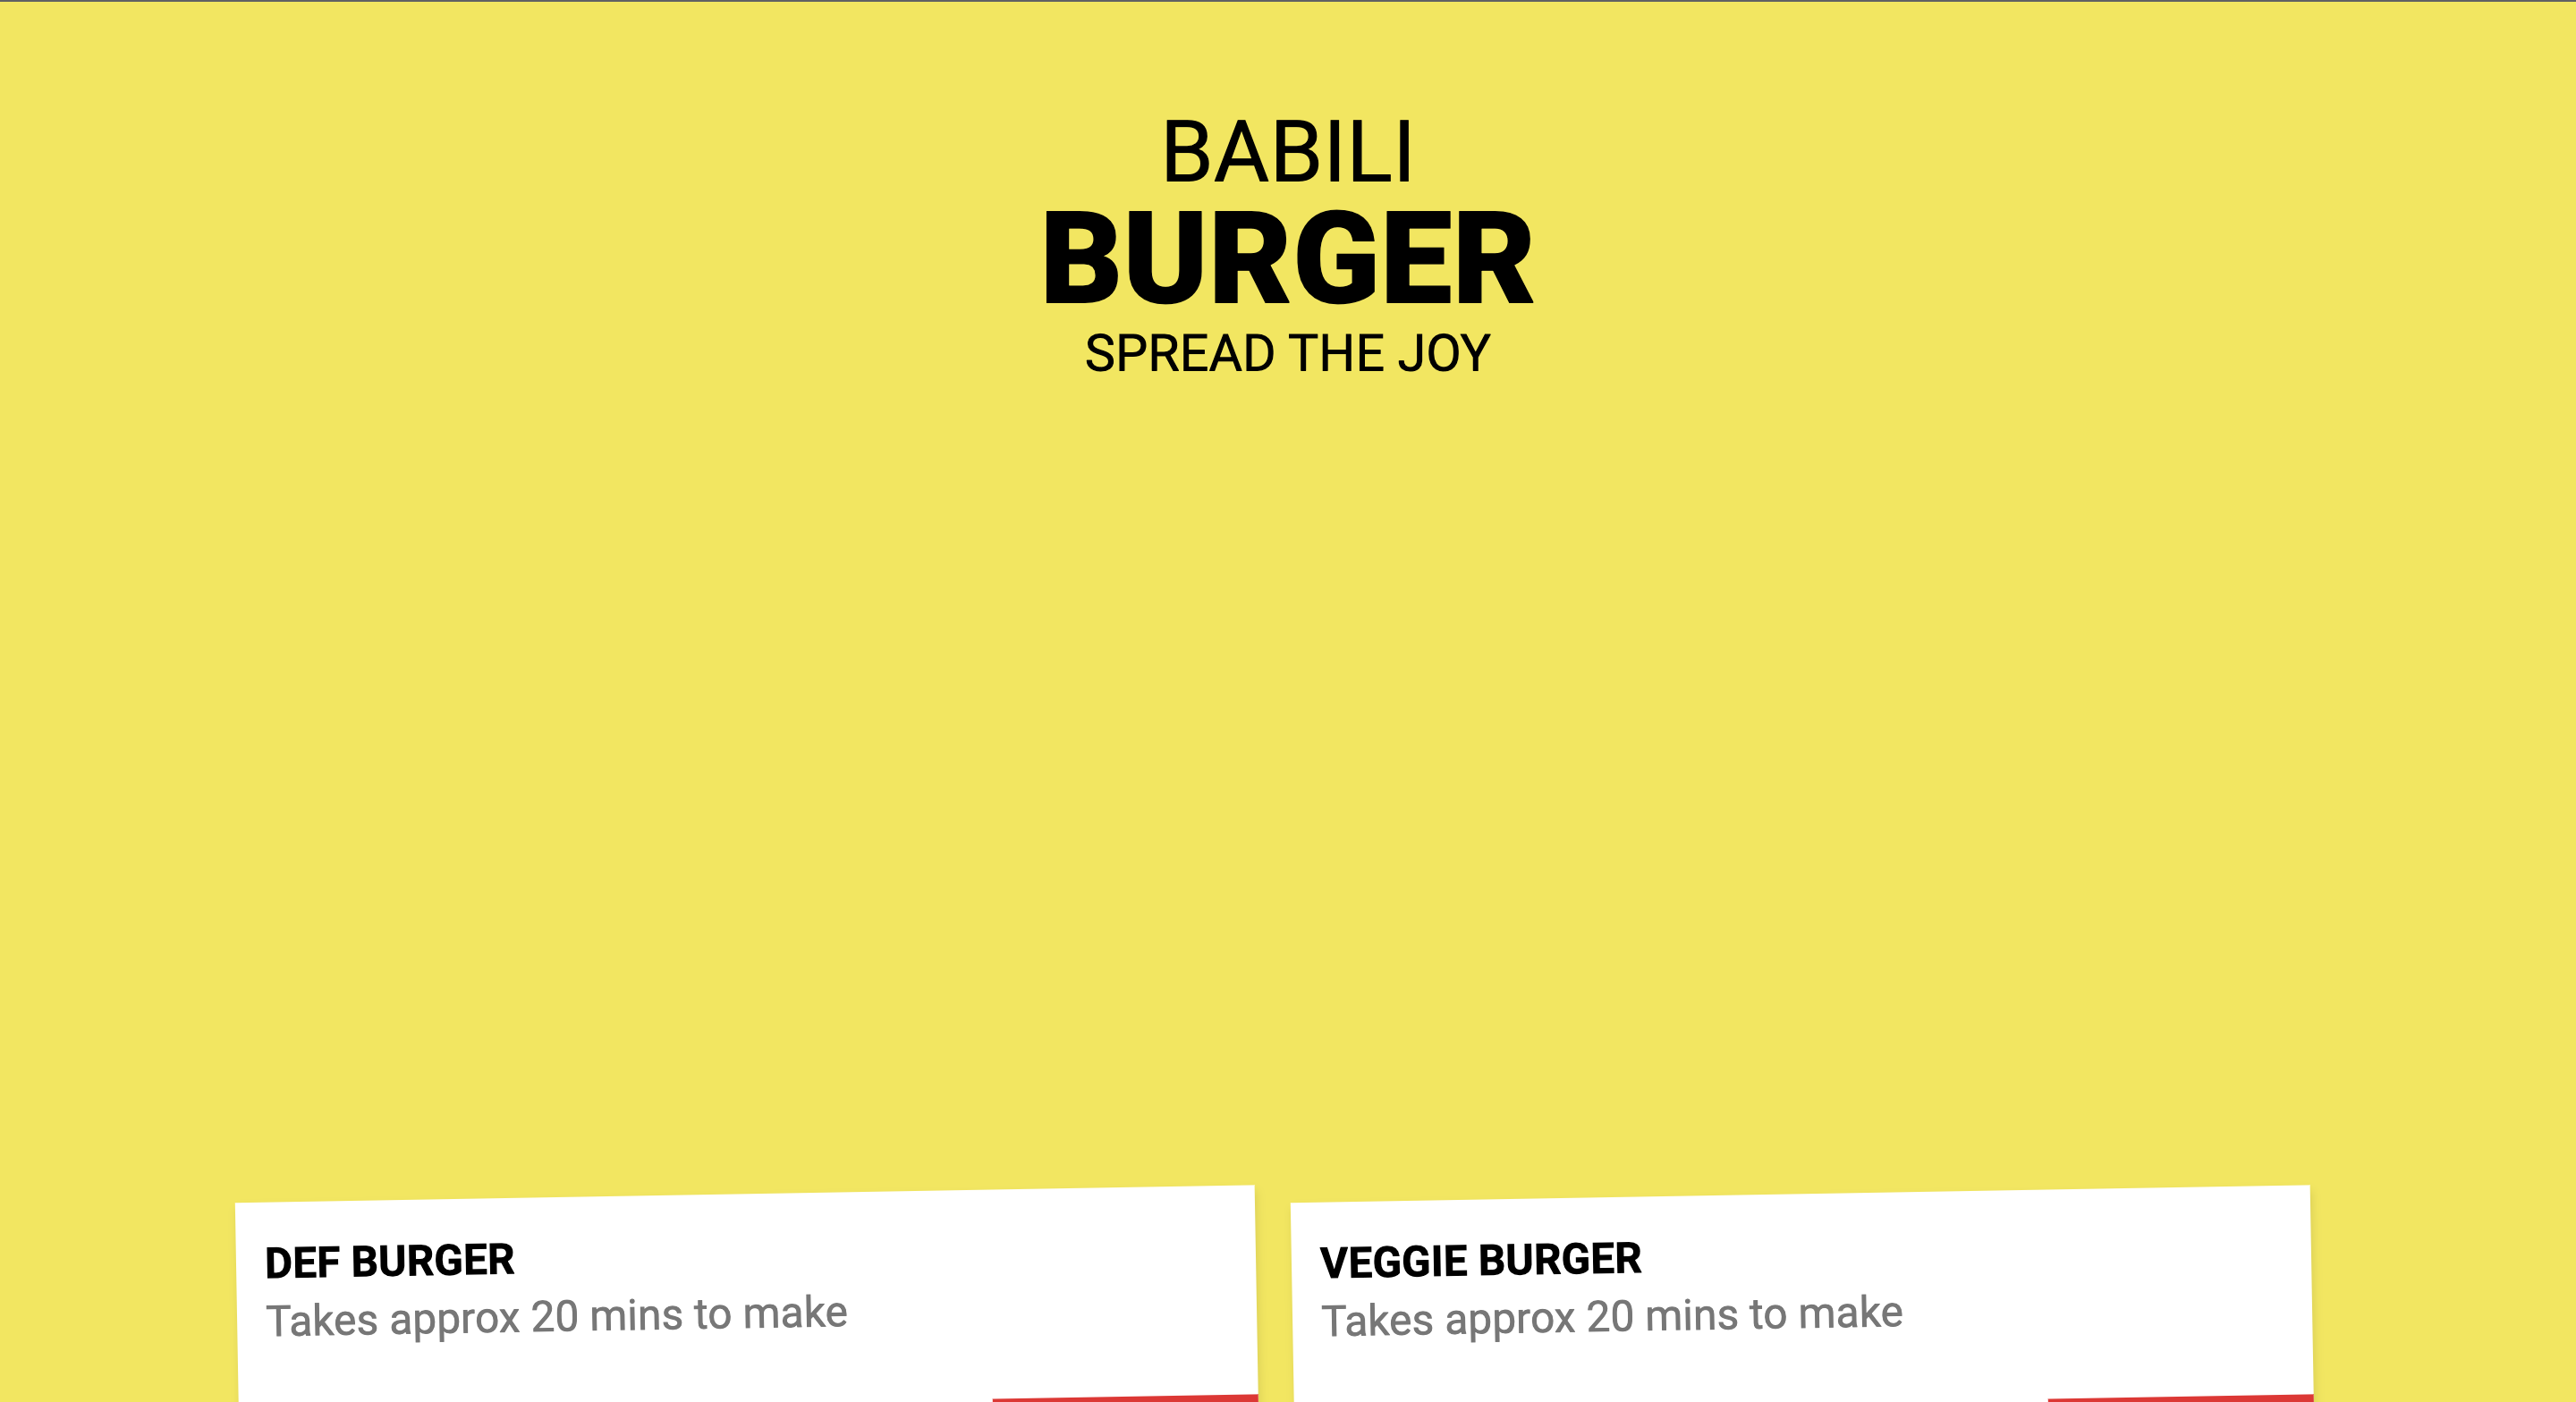 BABILI
BURGER
SPREAD THE JOY
DEF BURGER
Takes approx 20 mins to make
VEGGIE BURGER
Takes approx 20 mins to make